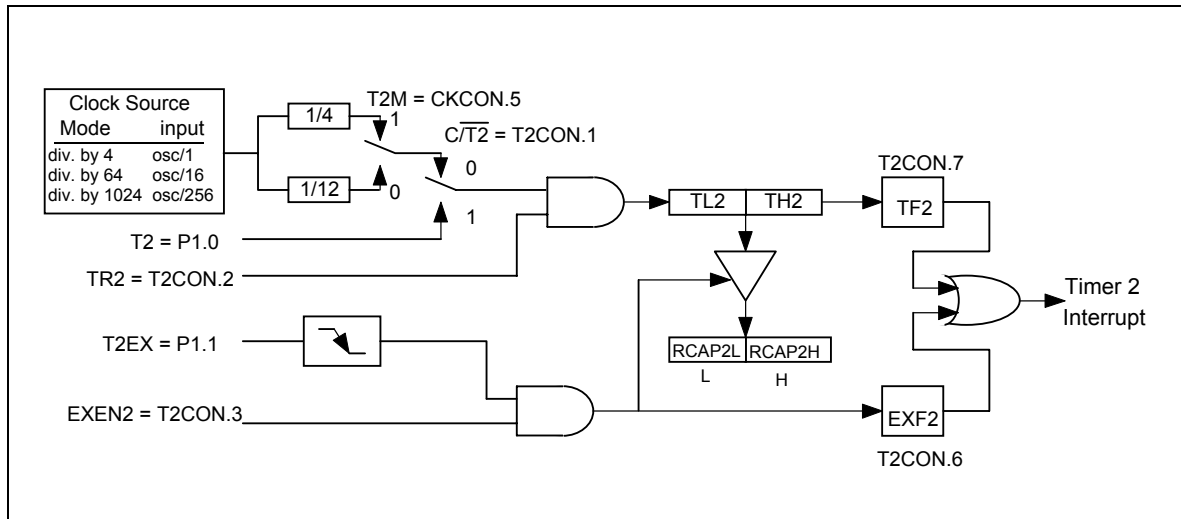 Clock Source
Mode input
div. by 4 osc/1
div. by 64 osc/16
div. by 1024 osc/256
1/4
1/12
T2M = CKCON.5
1
0
C/T2 = T2CON.1
0
1
T2 = P1.0
TR2 = T2CON.2
TL2 TH2
T2CON.7
TF2
Timer 2
Interrupt
T2EX = P1.1
RCAP2L RCAP2H
L H
EXEN2 = T2CON.3
EXF2
T2CON.6